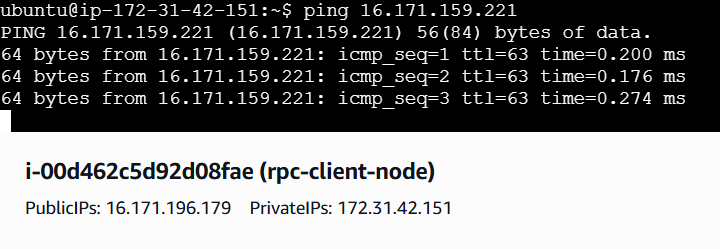 ubuntu@ip-172-31-42-151:~$ ping 16.171.159.221
PING 16.171.159.221 (16.171.159.221) 56(84) bytes of data.
64 bytes from 16.171.159.221: icmp_seq=1 ttl=63 time=0.200 ms
64 bytes from 16.171.159.221: icmp_seq=2 ttl=63 time=0.176 ms
64 bytes from 16.171.159.221: icmp_seq=3 ttl=63 time=0.274 ms
i-00d462c5d92d08fae (rpc-client-node)
PublicIPs: 16.171.196.179 PrivateIPs: 172.31.42.151